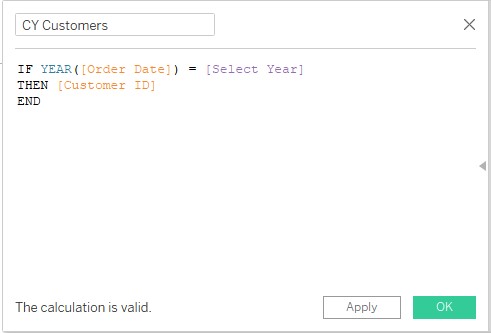 CY Customers
IF YEAR([Order Date]) = [Select Year]
THEN [Customer ID]
END
The calculation is valid.
Apply
OK